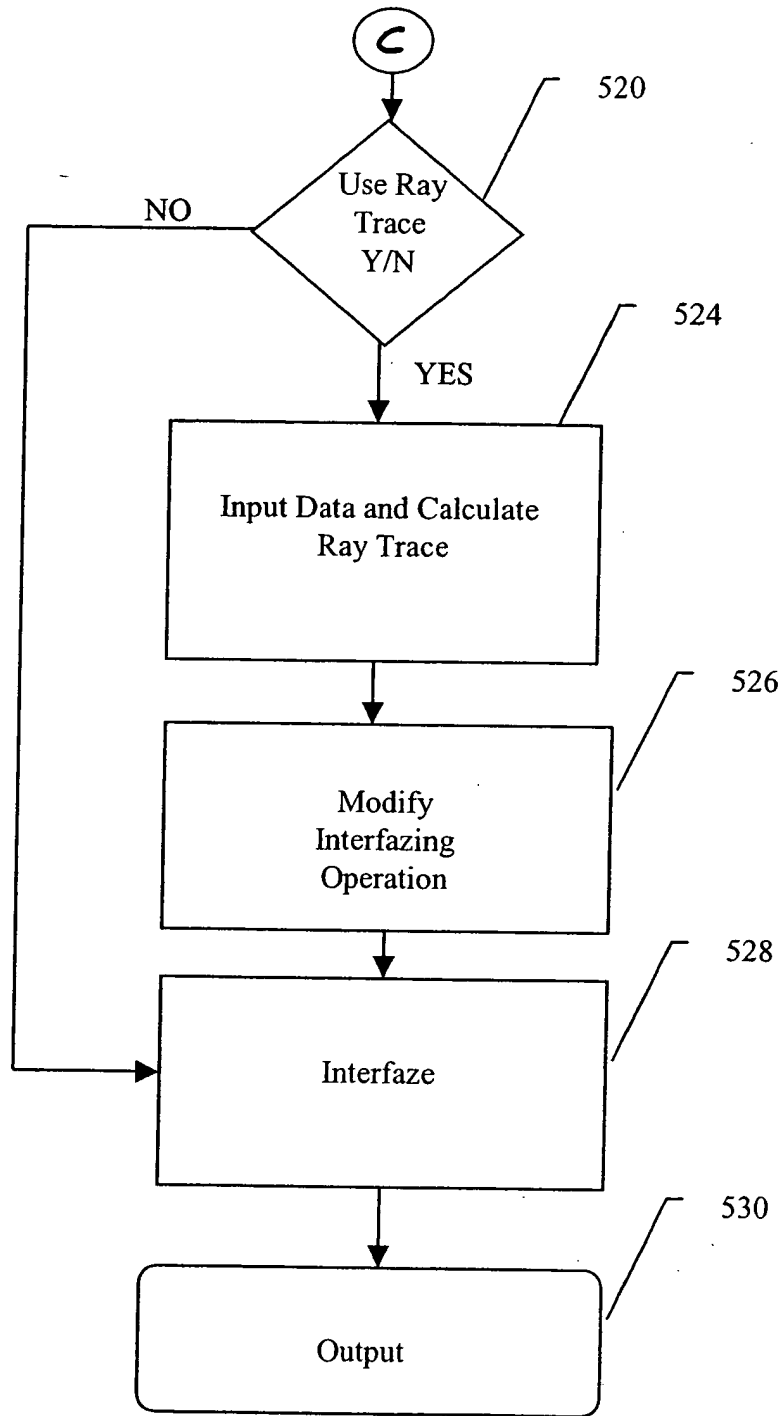 C
520
Use Ray
Trace
Y/N
NO
524
YES
Input Data and Calculate
Ray Trace
526
Modify
Interfazing
Operation
528
Interfaze
530
Output